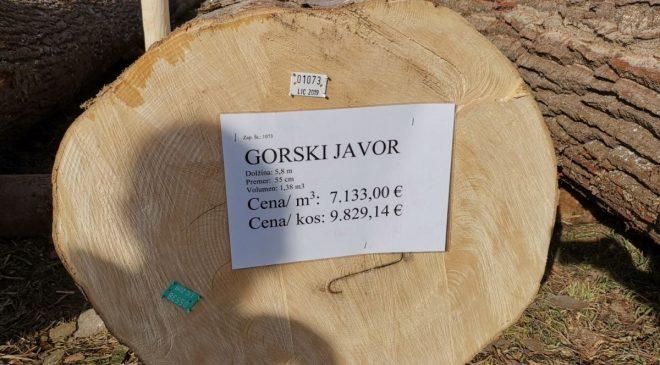 01073
LIC 2019
Zap. Št.: 1073
GORSKI JAVOR
Dolžina: 5,8 m
Premer: 55 cm
Volumen: 1,38 m3
Cena/ m³: 7.133,00 €
Cena/ kos: 9.829,14 €